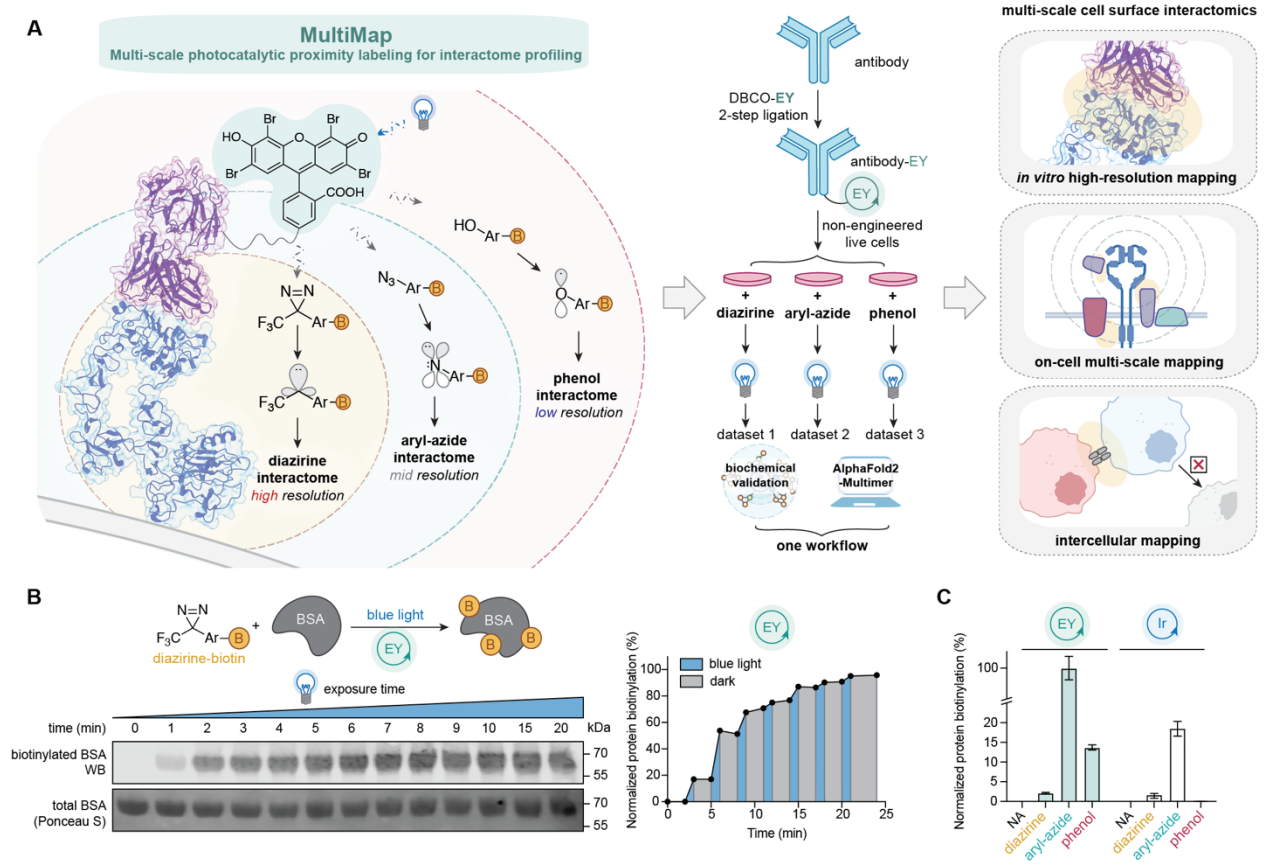 A
MultiMap
Multi-scale photocatalytic proximity labeling for interactome profiling
Br
Br
HO
O
O
Br
Br
COOH
HO
Ar
B
N3
Ar
B
N=N
F3C
Ar
B
O
Ar
B
:N
Ar
B
F3C
Ar
B
phenol
interactome
low resolution
aryl-azide
interactome
mid resolution
diazirine
interactome
high resolution
antibody
DBCO-EY
2-step ligation
antibody-EY
EY
non-engineered
live cells
+
+
+
diazirine
aryl-azide
phenol
dataset 1
dataset 2
dataset 3
biochemical
validation
AlphaFold2
-Multimer
one workflow
multi-scale cell surface interactomics
in vitro high-resolution mapping
on-cell multi-scale mapping
intercellular mapping
B
N=N
F3C
Ar
B
diazirine-biotin
+
BSA
blue light
EY
B
BSA
B
B
exposure time
time (min) 0 1 2 3 4 5 6 7 8 9 10 15 20 kDa
biotinylated BSA
WB
70
55
total BSA
(Ponceau S)
70
55
EY
Normalized protein biotinylation (%)
100
80
60
40
20
0
blue light
dark
0 5 10 15 20 25
Time (min)
C
EY
Ir
Normalized protein biotinylation (%)
100
20
15
10
5
0
NA
diazirine
aryl-azide
phenol
NA
diazirine
aryl-azide
phenol